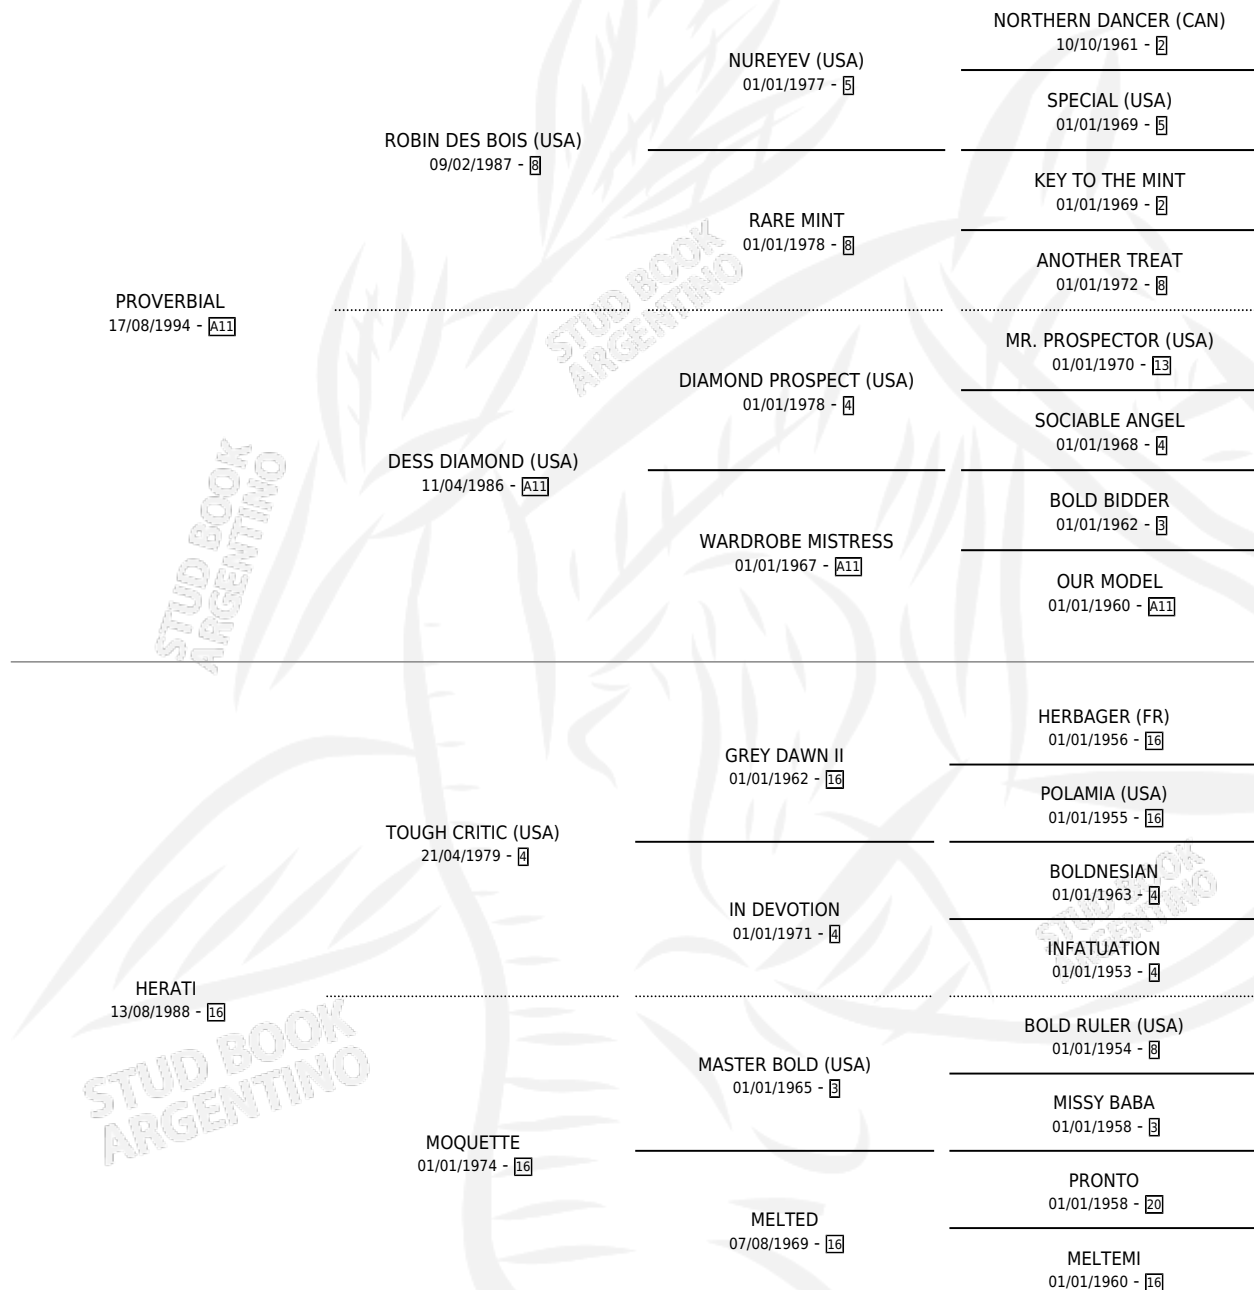 NORTHERN DANCER (CAN)
10/10/1961 - 2
NUREYEV (USA)
01/01/1977 - 5
SPECIAL (USA)
01/01/1969 - 5
ROBIN DES BOIS (USA)
09/02/1987 - 8
KEY TO THE MINT
01/01/1969 - 2
RARE MINT
01/01/1978 - 8
ANOTHER TREAT
01/01/1972 - 8
PROVERBIAL
17/08/1994 - A11
STUD BOOK
ARGENTINO
MR. PROSPECTOR (USA)
01/01/1970 - 13
DIAMOND PROSPECT (USA)
01/01/1978 - 4
SOCIABLE ANGEL
01/01/1968 - 4
DESS DIAMOND (USA)
11/04/1986 - A11
BOLD BIDDER
01/01/1962 - 3
WARDROBE MISTRESS
01/01/1967 - A11
OUR MODEL
01/01/1960 - A11
STUD BOOK
ARGENTINO
HERBAGER (FR)
01/01/1956 - 16
GREY DAWN II
01/01/1962 - 16
POLAMIA (USA)
01/01/1955 - 16
TOUGH CRITIC (USA)
21/04/1979 - 4
BOLDNESIAN
01/01/1963 - 4
IN DEVOTION
01/01/1971 - 4
STUD BOOK
ARGENTINO
INFATUATION
01/01/1953 - 4
HERATI
13/08/1988 - 16
BOLD RULER (USA)
01/01/1954 - 8
MASTER BOLD (USA)
01/01/1965 - 3
MISSY BABA
01/01/1958 - 3
STUD BOOK
ARGENTINO
MOQUETTE
01/01/1974 - 16
PRONTO
01/01/1958 - 20
MELTED
07/08/1969 - 16
MELTEMI
01/01/1960 - 16